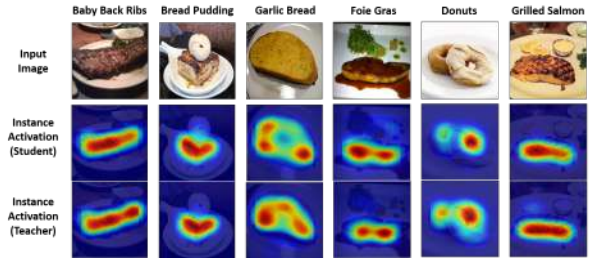 Baby Back Ribs Bread Pudding Garlic Bread Foie Gras Donuts Grilled Salmon
Input
Image
Instance
Activation
(Student)
Instance
Activation
(Teacher)